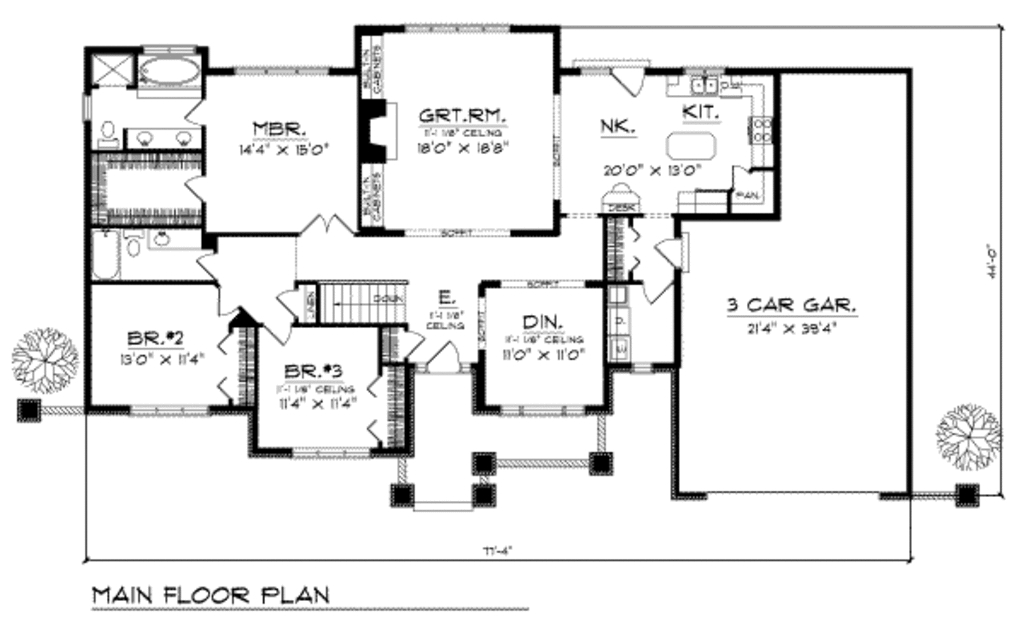 BUILT-IN
CABINETS
GRT.RM.
11'-1 1/8" CEILING
18'0" X 18'8"
BUILT-IN
CABINETS
SOFFIT
SOFFIT
MBR.
14'4" X 15'0"
NK.
KIT.
20'0" X 13'0"
PAN.
DESK
44'-0"
LINEN
DOWN
E.
11'-1 1/8"
CEILING
SOFFIT
SOFFIT
DIN.
11'-1 1/8" CEILING
11'0" X 11'0"
D.
W
3 CAR GAR.
21'4" X 39'4"
BR.#2
13'0" X 11'4"
BR.#3
11'-1 1/8" CEILING
11'4" X 11'4"
77'-4"
MAIN FLOOR PLAN